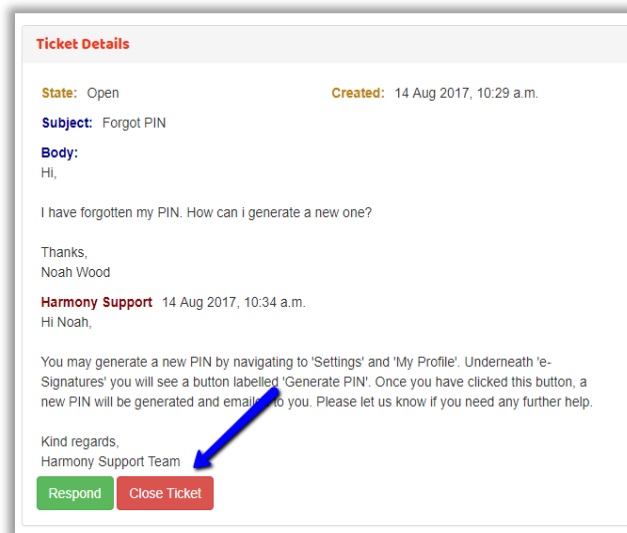 Ticket Details
State: Open Created: 14 Aug 2017, 10:29 a.m.
Subject: Forgot PIN
Body:
Hi,
I have forgotten my PIN. How can i generate a new one?
Thanks,
Noah Wood
Harmony Support 14 Aug 2017, 10:34 a.m.
Hi Noah,
You may generate a new PIN by navigating to 'Settings' and 'My Profile'. Underneath 'e-
Signatures' you will see a button labelled 'Generate PIN'. Once you have clicked this button, a
new PIN will be generated and emailed to you. Please let us know if you need any further help.
Kind regards,
Harmony Support Team
Respond Close Ticket